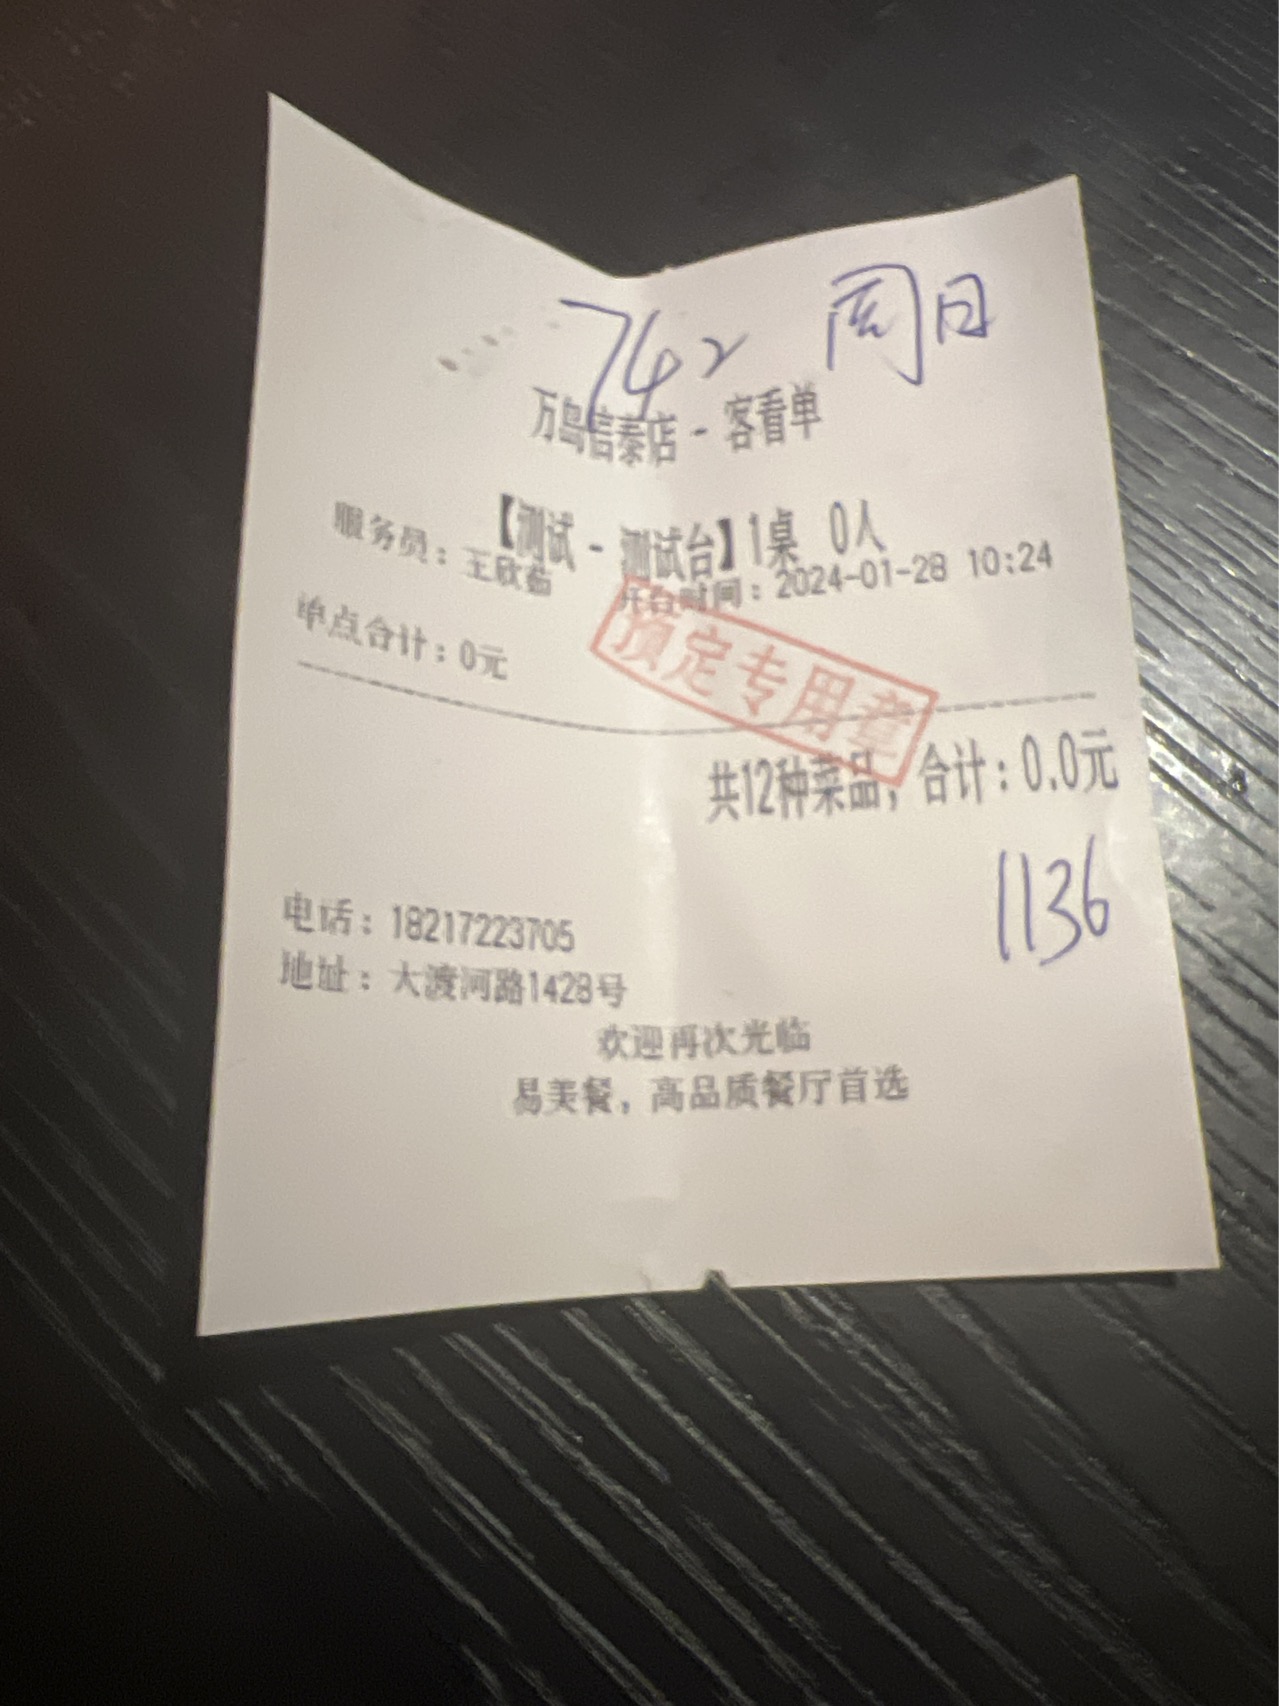 742 周日
万岛信泰店 - 客看单
【测试 - 测试台】1桌 0人
服务员：王欣茹 开台时间：2024-01-28 10:24
单点合计：0元
预定专用章
共12种菜品，合计：0.0元
1136
电话：18217223705
地址：大渡河路1428号
欢迎再次光临
易美餐，高品质餐厅首选